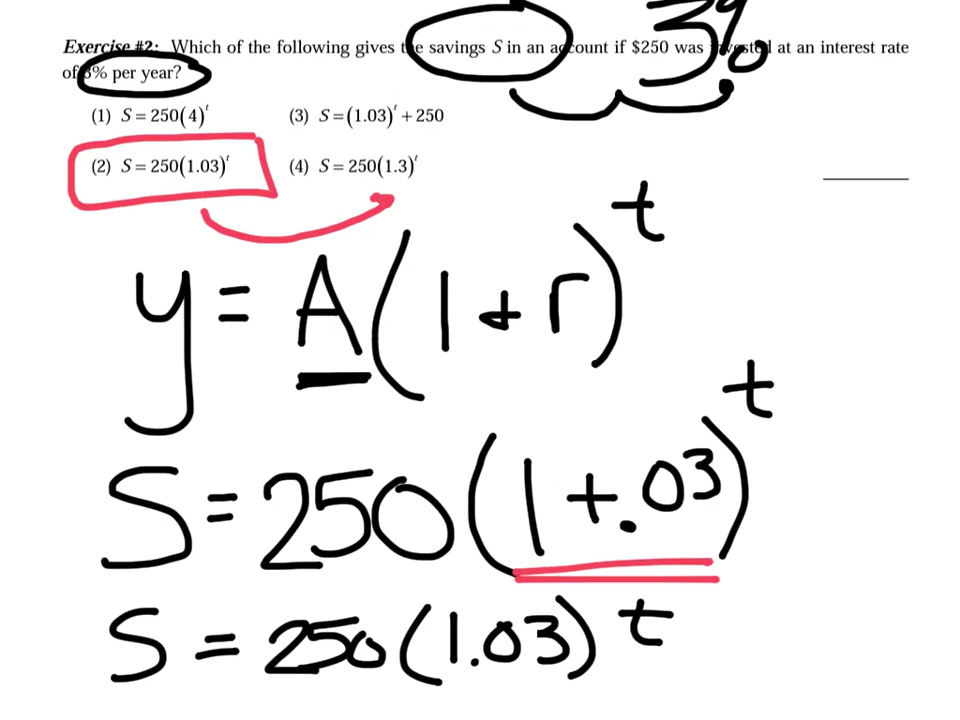 3%.
Exercise #2: Which of the following gives the savings S in an account if $250 was invested at an interest rate
of 3% per year?
(1) S = 250(4)^t (3) S = (1.03)^t + 250
(2) S = 250(1.03)^t (4) S = 250(1.3)^t
y = A(1+r)^t
S = 250(1+.03)^t
S = 250(1.03)^t